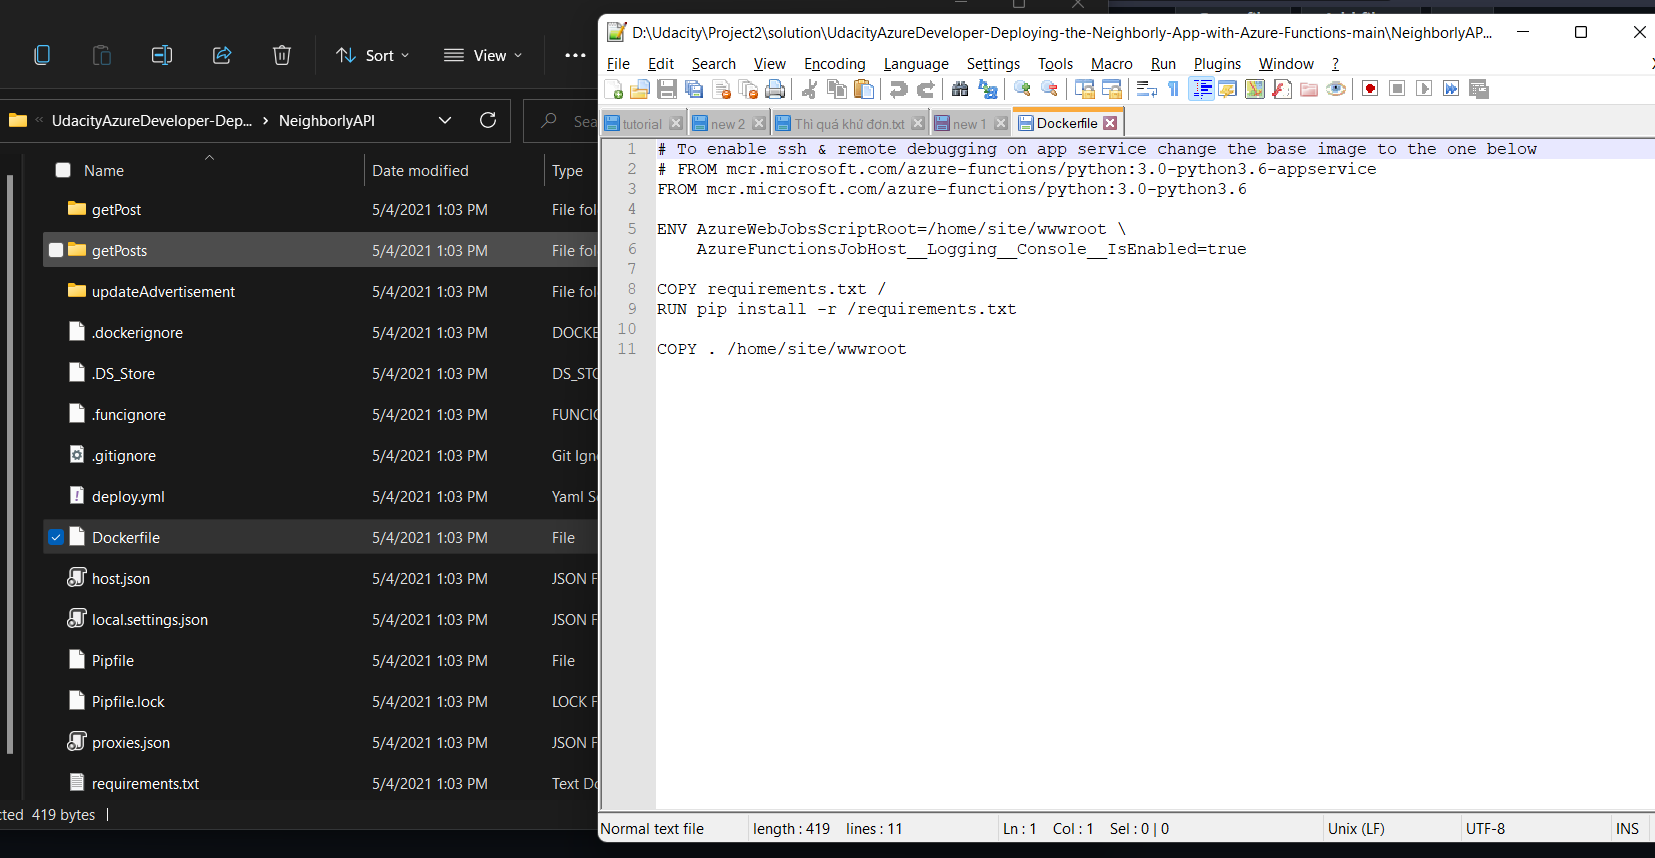 Sort
View
UdacityAzureDeveloper-Dep...
NeighborlyAPI
Sea
Name
Date modified
Type
getPost 5/4/2021 1:03 PM File fol
getPosts 5/4/2021 1:03 PM File fol
updateAdvertisement 5/4/2021 1:03 PM File fol
.dockerignore 5/4/2021 1:03 PM DOCKE
.DS_Store 5/4/2021 1:03 PM DS_STO
.funcignore 5/4/2021 1:03 PM FUNCIG
.gitignore 5/4/2021 1:03 PM Git Ign
deploy.yml 5/4/2021 1:03 PM Yaml S
Dockerfile 5/4/2021 1:03 PM File
host.json 5/4/2021 1:03 PM JSON F
local.settings.json 5/4/2021 1:03 PM JSON F
Pipfile 5/4/2021 1:03 PM File
Pipfile.lock 5/4/2021 1:03 PM LOCK F
proxies.json 5/4/2021 1:03 PM JSON F
requirements.txt 5/4/2021 1:03 PM Text Do
cted 419 bytes
D:\Udacity\Project2\solution\UdacityAzureDeveloper-Deploying-the-Neighborly-App-with-Azure-Functions-main\NeighborlyAP...
File Edit Search View Encoding Language Settings Tools Macro Run Plugins Window ?
tutorial
new 2
Thì quá khứ đơn.txt
new 1
Dockerfile
1 # To enable ssh & remote debugging on app service change the base image to the one below
2 # FROM mcr.microsoft.com/azure-functions/python:3.0-python3.6-appservice
3 FROM mcr.microsoft.com/azure-functions/python:3.0-python3.6
4
5 ENV AzureWebJobsScriptRoot=/home/site/wwwroot \
6 AzureFunctionsJobHost__Logging__Console__IsEnabled=true
7
8 COPY requirements.txt /
9 RUN pip install -r /requirements.txt
10
11 COPY . /home/site/wwwroot
Normal text file
length : 419 lines : 11
Ln : 1 Col : 1 Sel : 0 | 0
Unix (LF)
UTF-8
INS